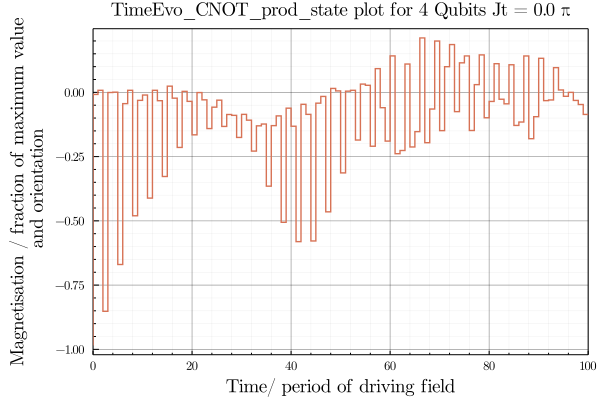 TimeEvo_CNOT_prod_state plot for 4 Qubits Jt = 0.0 π
Magnetisation / fraction of maximum value
and orientation
0.00
−0.25
−0.50
−0.75
−1.00
0 20 40 60 80 100
Time/ period of driving field